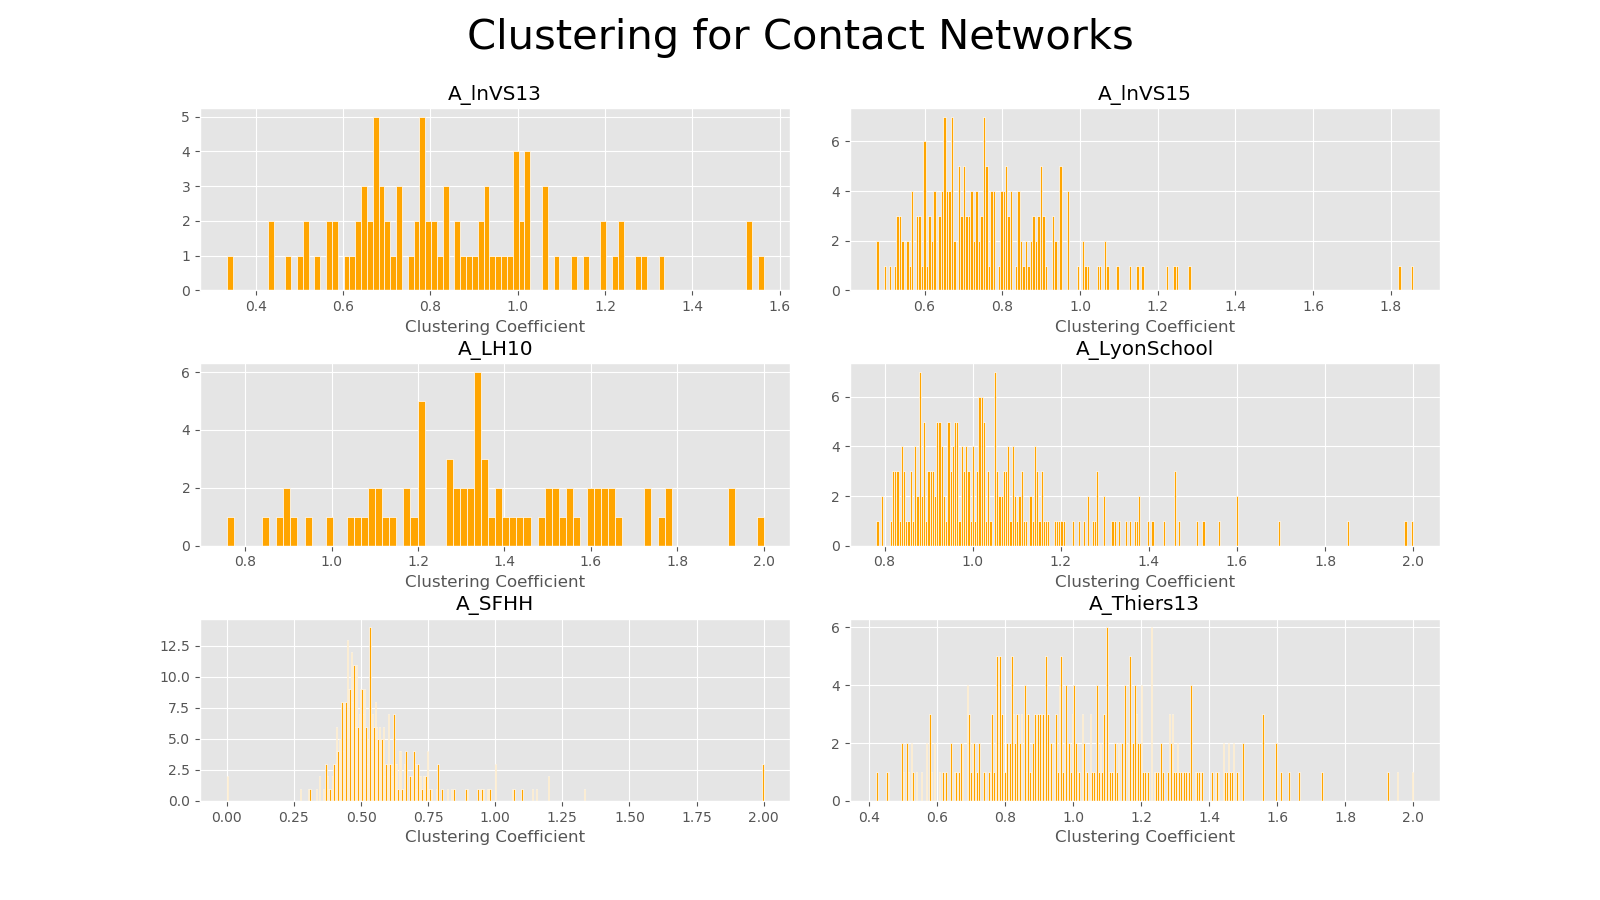 Clustering for Contact Networks
A_lnVS13
5
4
3
2
1
0
0.4 0.6 0.8 1.0 1.2 1.4 1.6
Clustering Coefficient
A_lnVS15
6
4
2
0
0.6 0.8 1.0 1.2 1.4 1.6 1.8
Clustering Coefficient
A_LH10
6
4
2
0
0.8 1.0 1.2 1.4 1.6 1.8 2.0
Clustering Coefficient
A_LyonSchool
6
4
2
0
0.8 1.0 1.2 1.4 1.6 1.8 2.0
Clustering Coefficient
A_SFHH
12.5
10.0
7.5
5.0
2.5
0.0
0.00 0.25 0.50 0.75 1.00 1.25 1.50 1.75 2.00
Clustering Coefficient
A_Thiers13
6
4
2
0
0.4 0.6 0.8 1.0 1.2 1.4 1.6 1.8 2.0
Clustering Coefficient